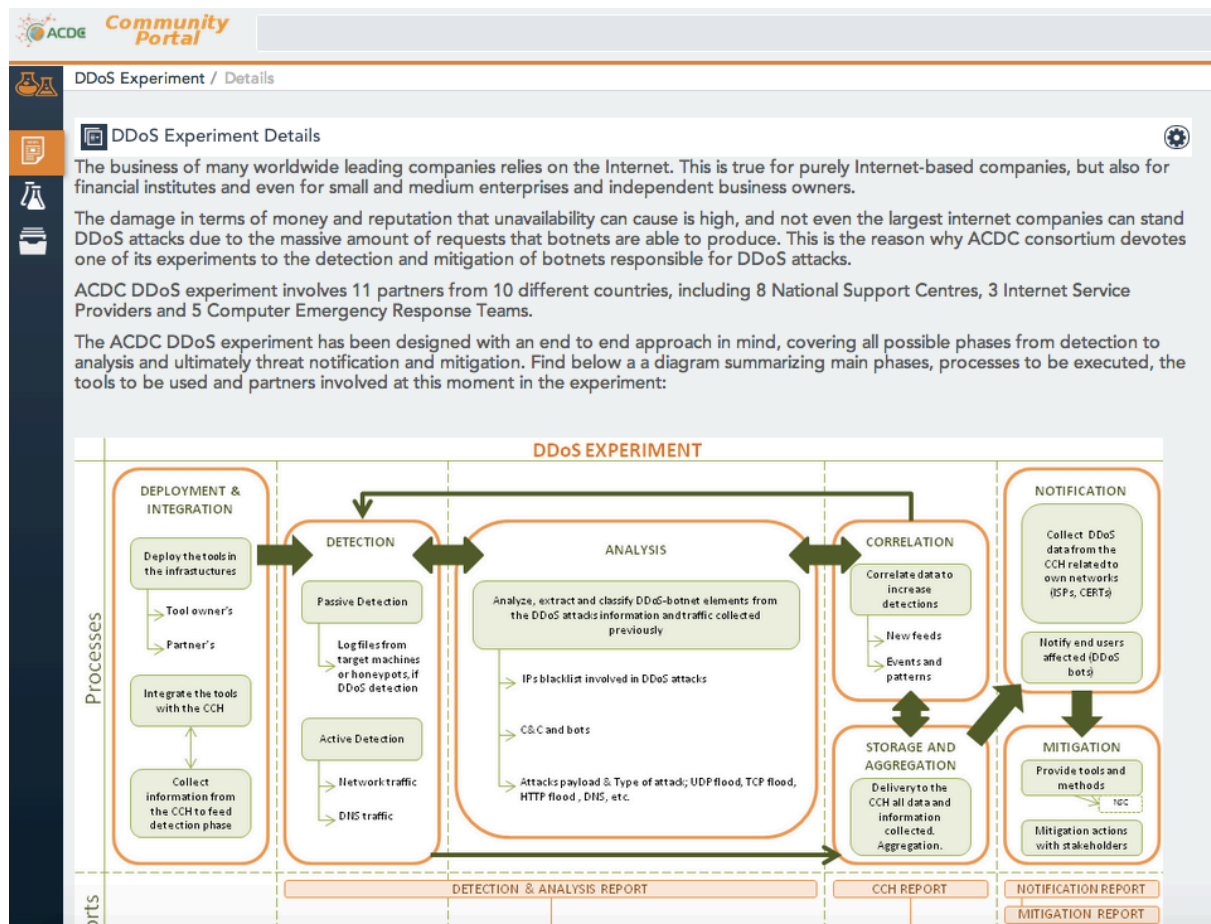 ACDC
Community
Portal
DDoS Experiment / Details
DDoS Experiment Details
The business of many worldwide leading companies relies on the Internet. This is true for purely Internet-based companies, but also for
financial institutes and even for small and medium enterprises and independent business owners.
The damage in terms of money and reputation that unavailability can cause is high, and not even the largest internet companies can stand
DDoS attacks due to the massive amount of requests that botnets are able to produce. This is the reason why ACDC consortium devotes
one of its experiments to the detection and mitigation of botnets responsible for DDoS attacks.
ACDC DDoS experiment involves 11 partners from 10 different countries, including 8 National Support Centres, 3 Internet Service
Providers and 5 Computer Emergency Response Teams.
The ACDC DDoS experiment has been designed with an end to end approach in mind, covering all possible phases from detection to
analysis and ultimately threat notification and mitigation. Find below a a diagram summarizing main phases, processes to be executed, the
tools to be used and partners involved at this moment in the experiment:
DDoS EXPERIMENT
Processes
DEPLOYMENT &
INTEGRATION
Deploy the tools in
the infrastuctures
Tool owner's
Partner's
Integrate the tools
with the CCH
Collect
information from
the CCH to feed
detection phase
DETECTION
Passive Detection
Log files from
target machines
or honeypots, if
DDoS detection
Active Detection
Network traffic
DNS traffic
ANALYSIS
Analyze, extract and classify DDoS-botnet elements from
the DDoS attacks information and traffic collected
previously
IPs blacklist involved in DDoS attacks
C&C and bots
Attacks payload & Type of attack; UDP flood, TCP flood,
HTTP flood , DNS, etc.
CORRELATION
Correlate data to
increase
detections
New feeds
Events and
patterns
STORAGE AND
AGGREGATION
Delivery to the
CCH all data and
information
collected.
Aggregation.
NOTIFICATION
Collect DDoS
data from the
CCH related to
own networks
(ISPs, CERTs)
Notify end users
affected (DDoS
bots)
MITIGATION
Provide tools and
methods
NSC
Mitigation actions
with stakeholders
DETECTION & ANALYSIS REPORT
CCH REPORT
NOTIFICATION REPORT
MITIGATION REPORT